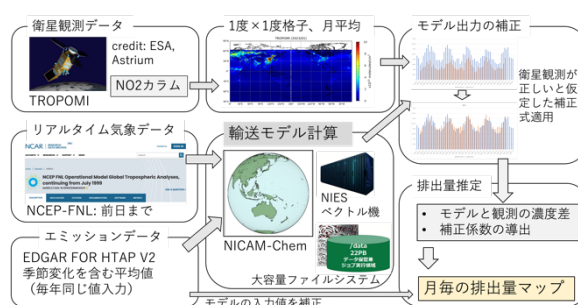 衛星観測データ
credit: ESA,
Astrium
NO2カラム
TROPOMI
1度×1度格子、月平均
モデル出力の補正
衛星観測が
正しいと仮
定した補正
式適用
リアルタイム気象データ
NCAR
NCEP FNL Operational Model Global Tropospheric Analyses,
continuing from July 1999
NCEP-FNL: 前日まで
輸送モデル計算
NICAM-Chem
NIES
ベクトル機
/data
22PB
大容量ファイルシステム
エミッションデータ
EDGAR FOR HTAP V2
季節変化を含む平均値
(毎年同じ値入力)
排出量推定
• モデルと観測の濃度差
• 補正係数の導出
月毎の排出量マップ
モデルの入力値を補正